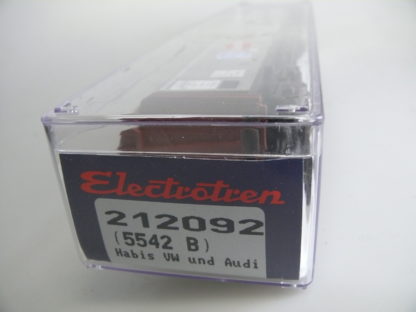 Electrotren
212092
(5542 B)
Habis VW und Audi